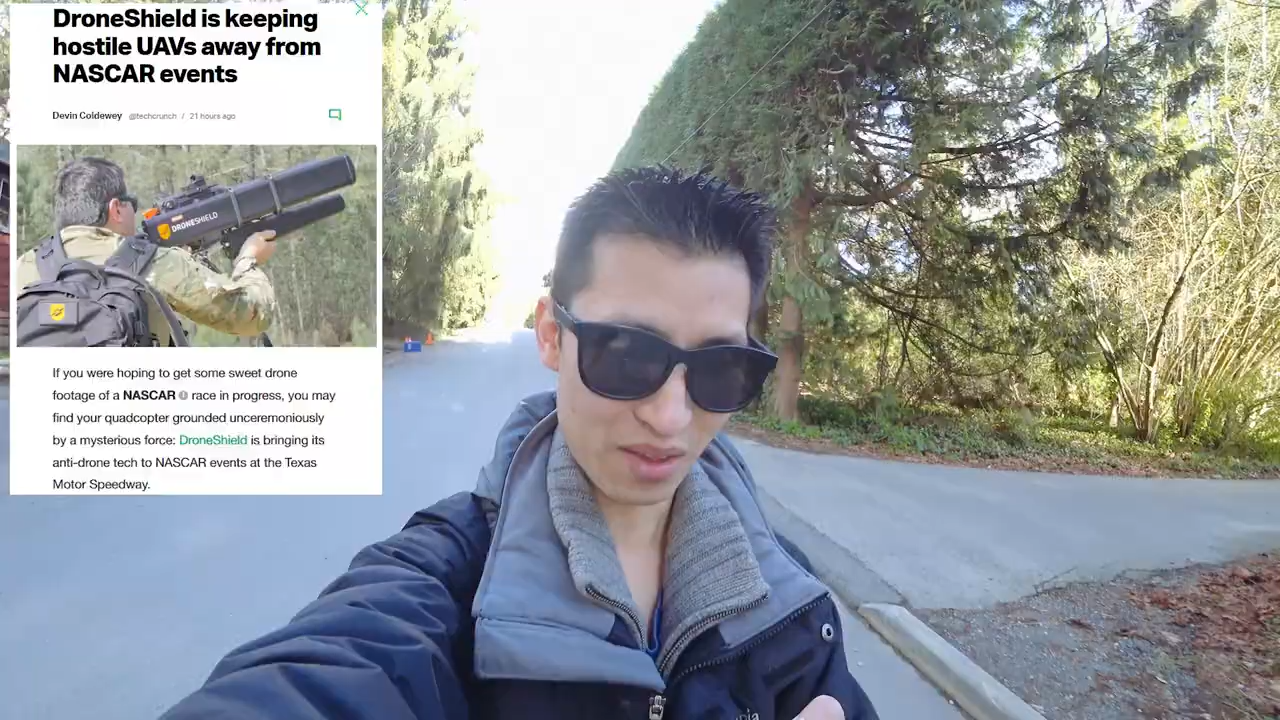 DroneShield is keeping
hostile UAVs away from
NASCAR events
Devin Coldewey @techcrunch / 21 hours ago
DRONESHIELD
If you were hoping to get some sweet drone
footage of a NASCAR race in progress, you may
find your quadcopter grounded unceremoniously
by a mysterious force: DroneShield is bringing its
anti-drone tech to NASCAR events at the Texas
Motor Speedway.